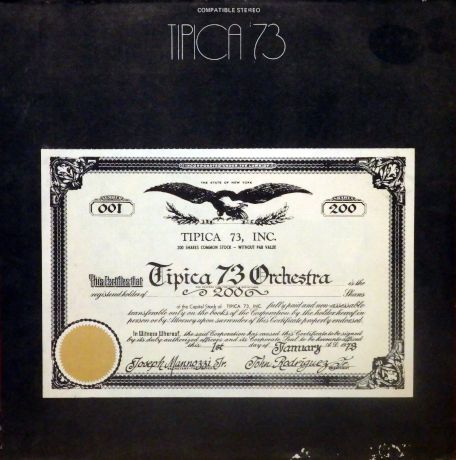 COMPATIBLE STEREO
TIPICA '73
THE STATE OF NEW YORK
001
200
TIPICA 73, INC.
200 SHARES COMMON STOCK - WITHOUT PAR VALUE
This Certifies that Tipica 73 Orchestra is the
registered holder of 200 Shares
of the Capital Stock of TIPICA 73, INC. fully paid and non-assessable
transferable only on the books of the Corporation by the holder hereof in
person or by Attorney upon surrender of this Certificate properly endorsed.
In Witness Whereof, the said Corporation has caused this Certificate to be signed
by its duly authorized officers and its Corporate Seal to be hereunto affixed
this 1st day of January A.D. 1973
Joseph Mannozzi Jr. John Rodriguez Jr.